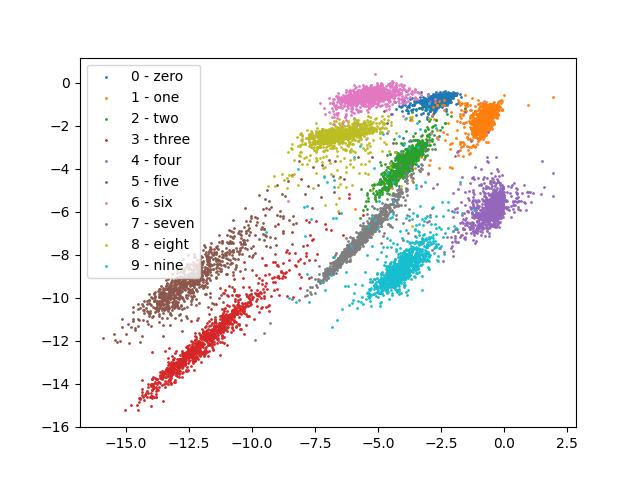 0 - zero
1 - one
2 - two
3 - three
4 - four
5 - five
6 - six
7 - seven
8 - eight
9 - nine
0
−2
−4
−6
−8
−10
−12
−14
−16
−15.0 −12.5 −10.0 −7.5 −5.0 −2.5 0.0 2.5